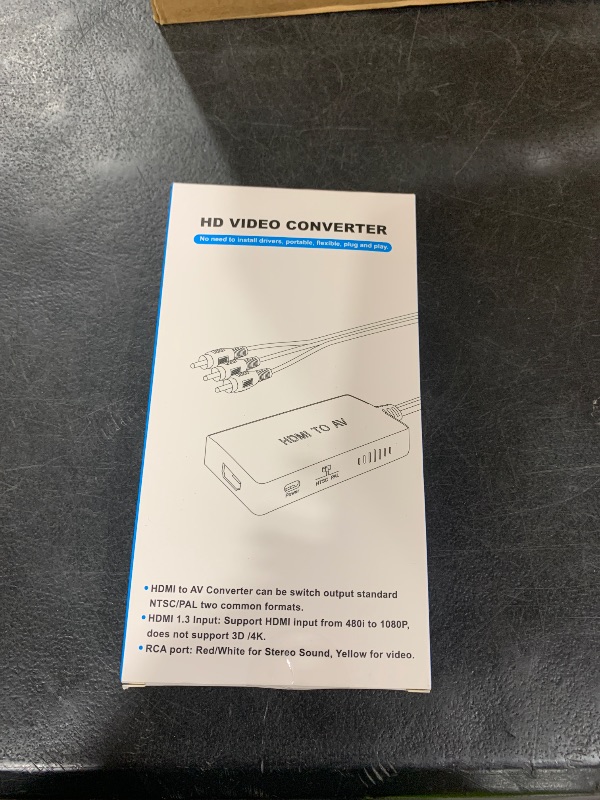 HD VIDEO CONVERTER
No need to install drivers, portable, flexible, plug and play.
HDMI TO AV
Power
NTSC PAL
• HDMI to AV Converter can be switch output standard
NTSC/PAL two common formats.
• HDMI 1.3 Input: Support HDMI input from 480i to 1080P,
does not support 3D /4K.
• RCA port: Red/White for Stereo Sound, Yellow for video.